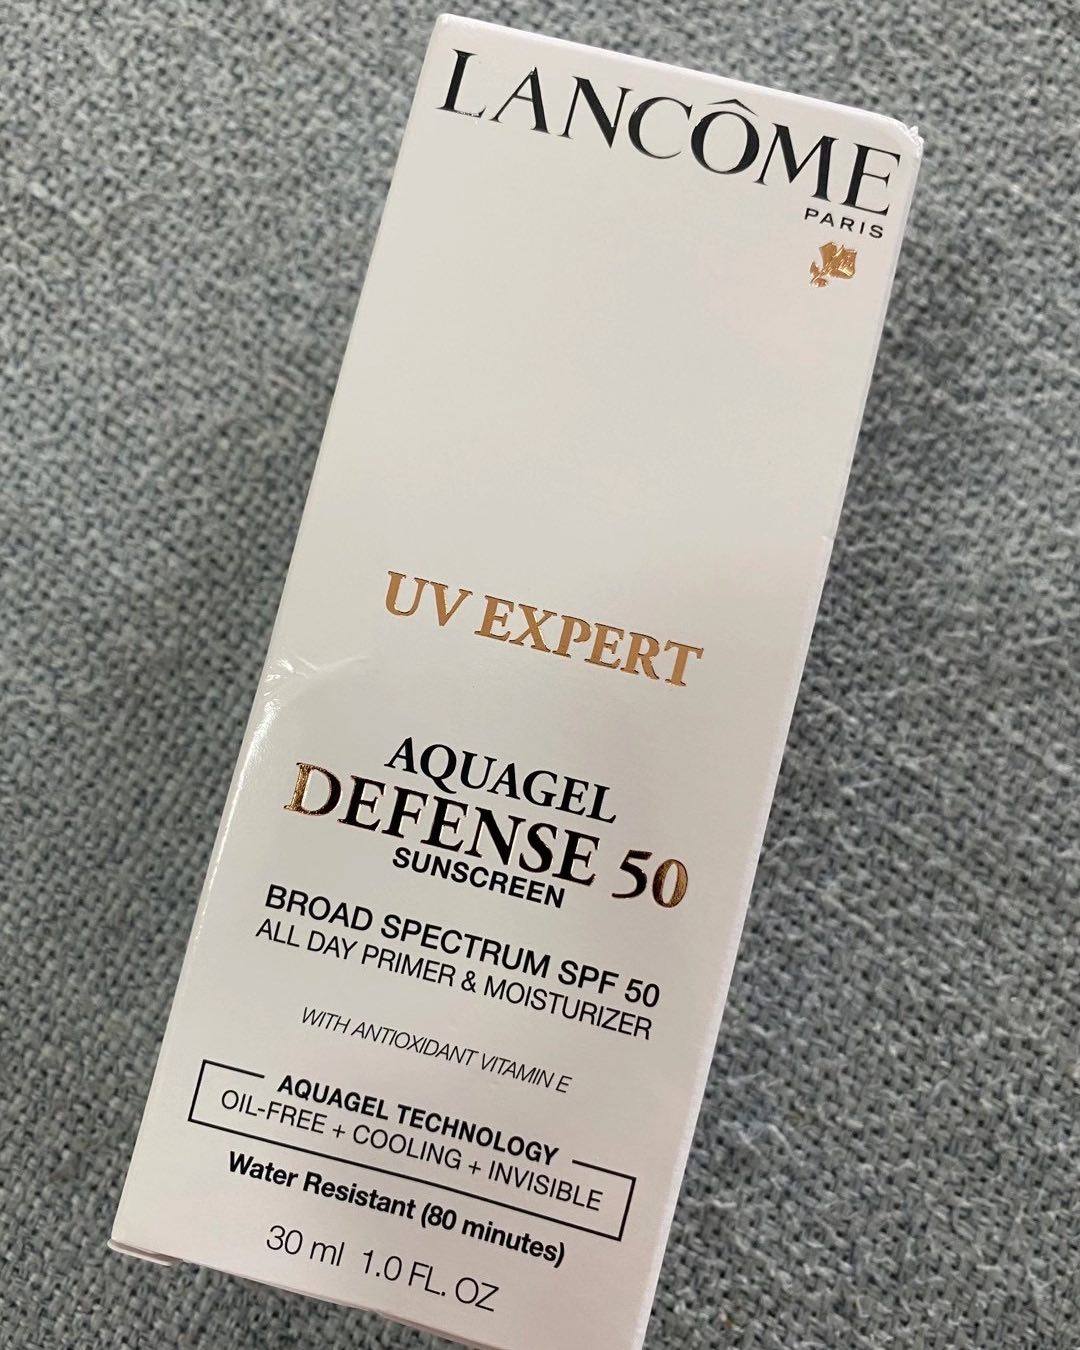 LANCÔME
PARIS
UV EXPERT
AQUAGEL
DEFENSE 50
SUNSCREEN
BROAD SPECTRUM SPF 50
ALL DAY PRIMER & MOISTURIZER
WITH ANTIOXIDANT VITAMIN E
AQUAGEL TECHNOLOGY
OIL-FREE + COOLING + INVISIBLE
Water Resistant (80 minutes)
30 ml 1.0 FL. OZ